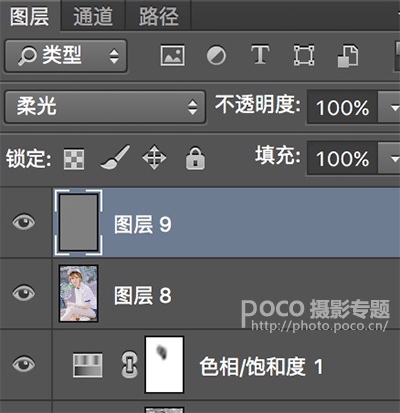 图层 通道 路径
类型 T
柔光 不透明度: 100%
锁定: 填充: 100%
图层 9
图层 8
poco 摄影专题
http://photo.poco.cn/
色相/饱和度 1